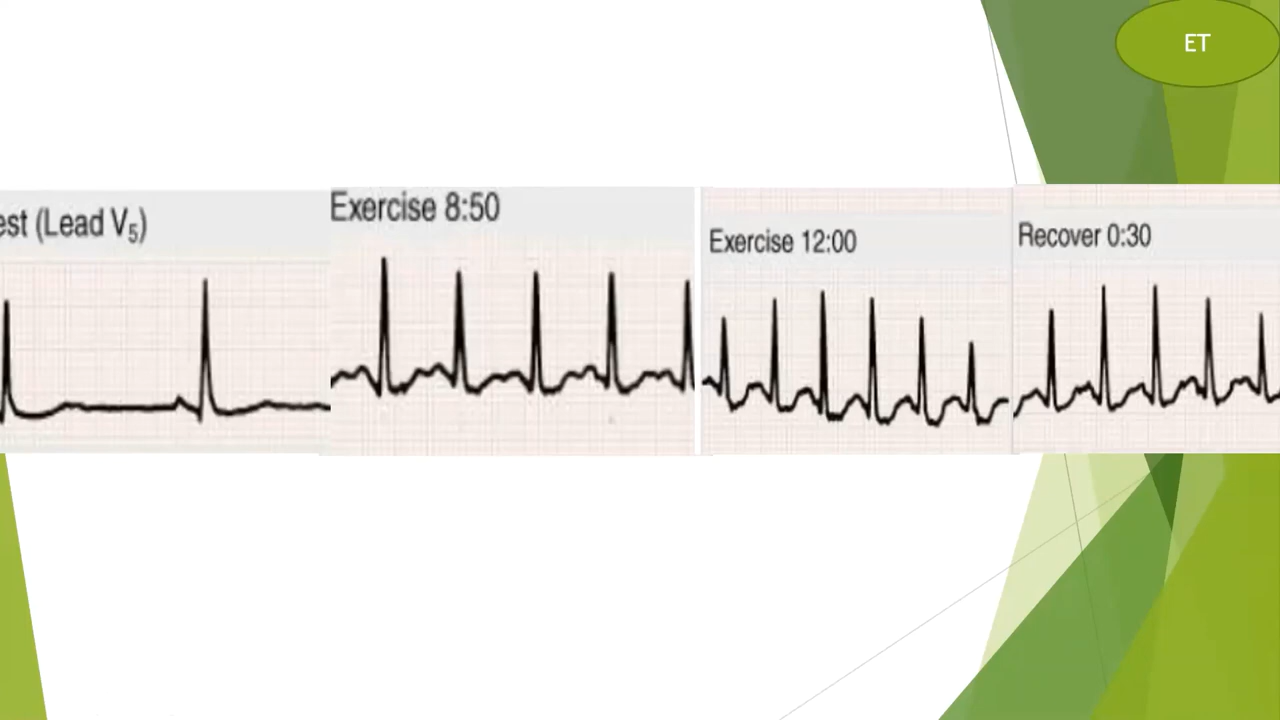 ET
est (Lead V₅)
Exercise 8:50
Exercise 12:00
Recover 0:30